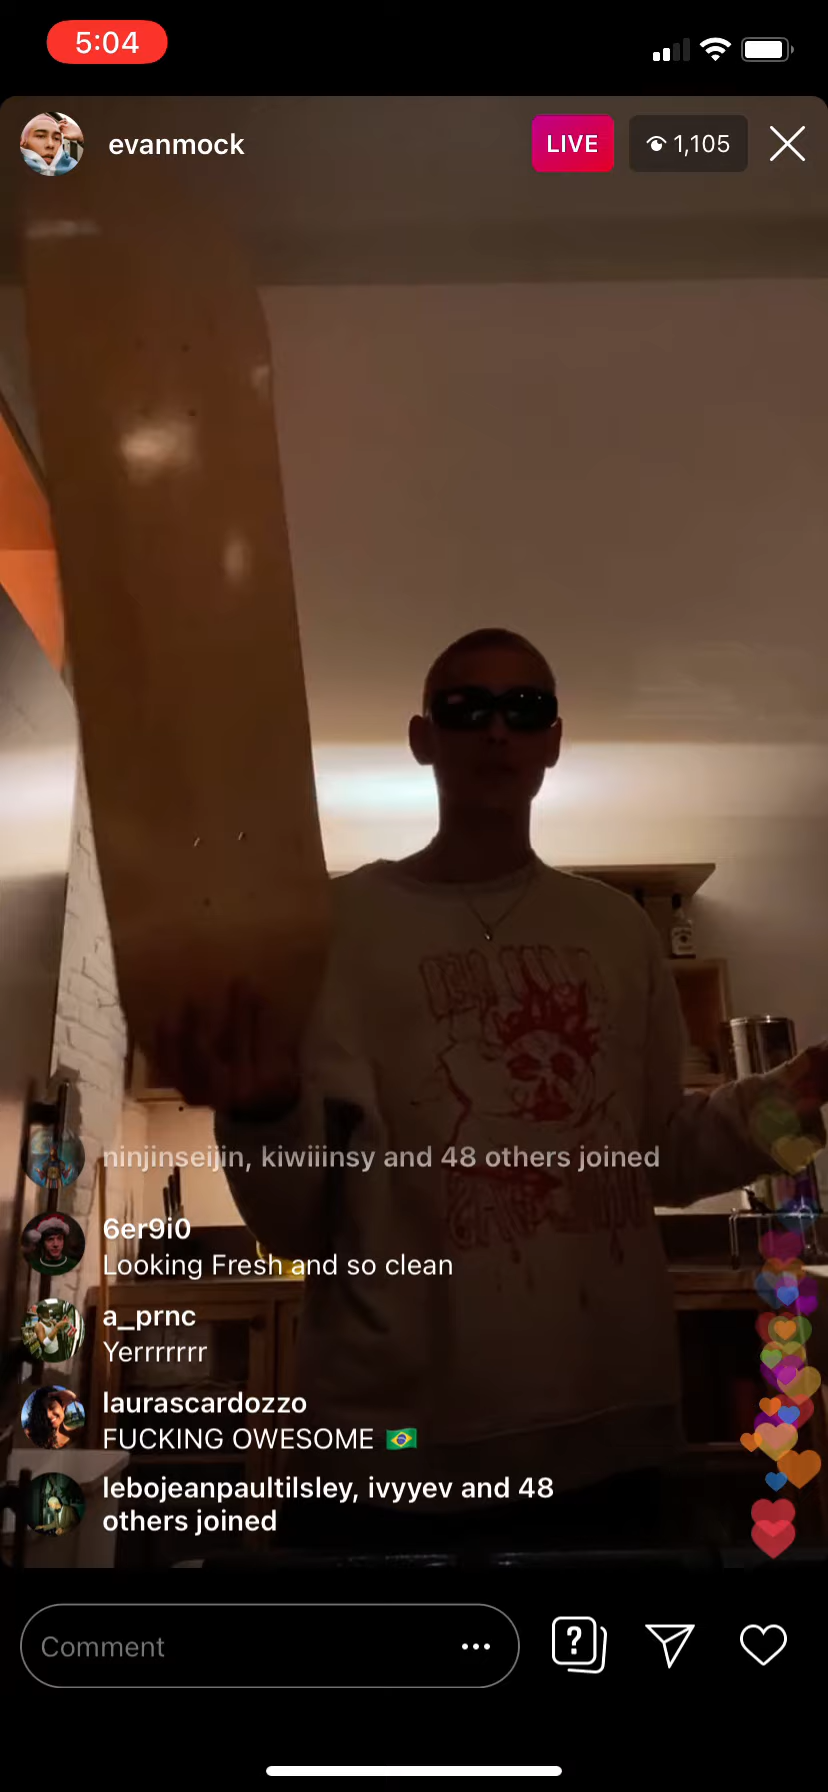 5:04
evanmock
LIVE
1,105
ninjinseijin, kiwiiinsy and 48 others joined
6er9i0
Looking Fresh and so clean
a_prnc
Yerrrrrrr
laurascardozzo
FUCKING OWESOME 🇧🇷
lebojeanpaultilsley, ivyyev and 48
others joined
Comment